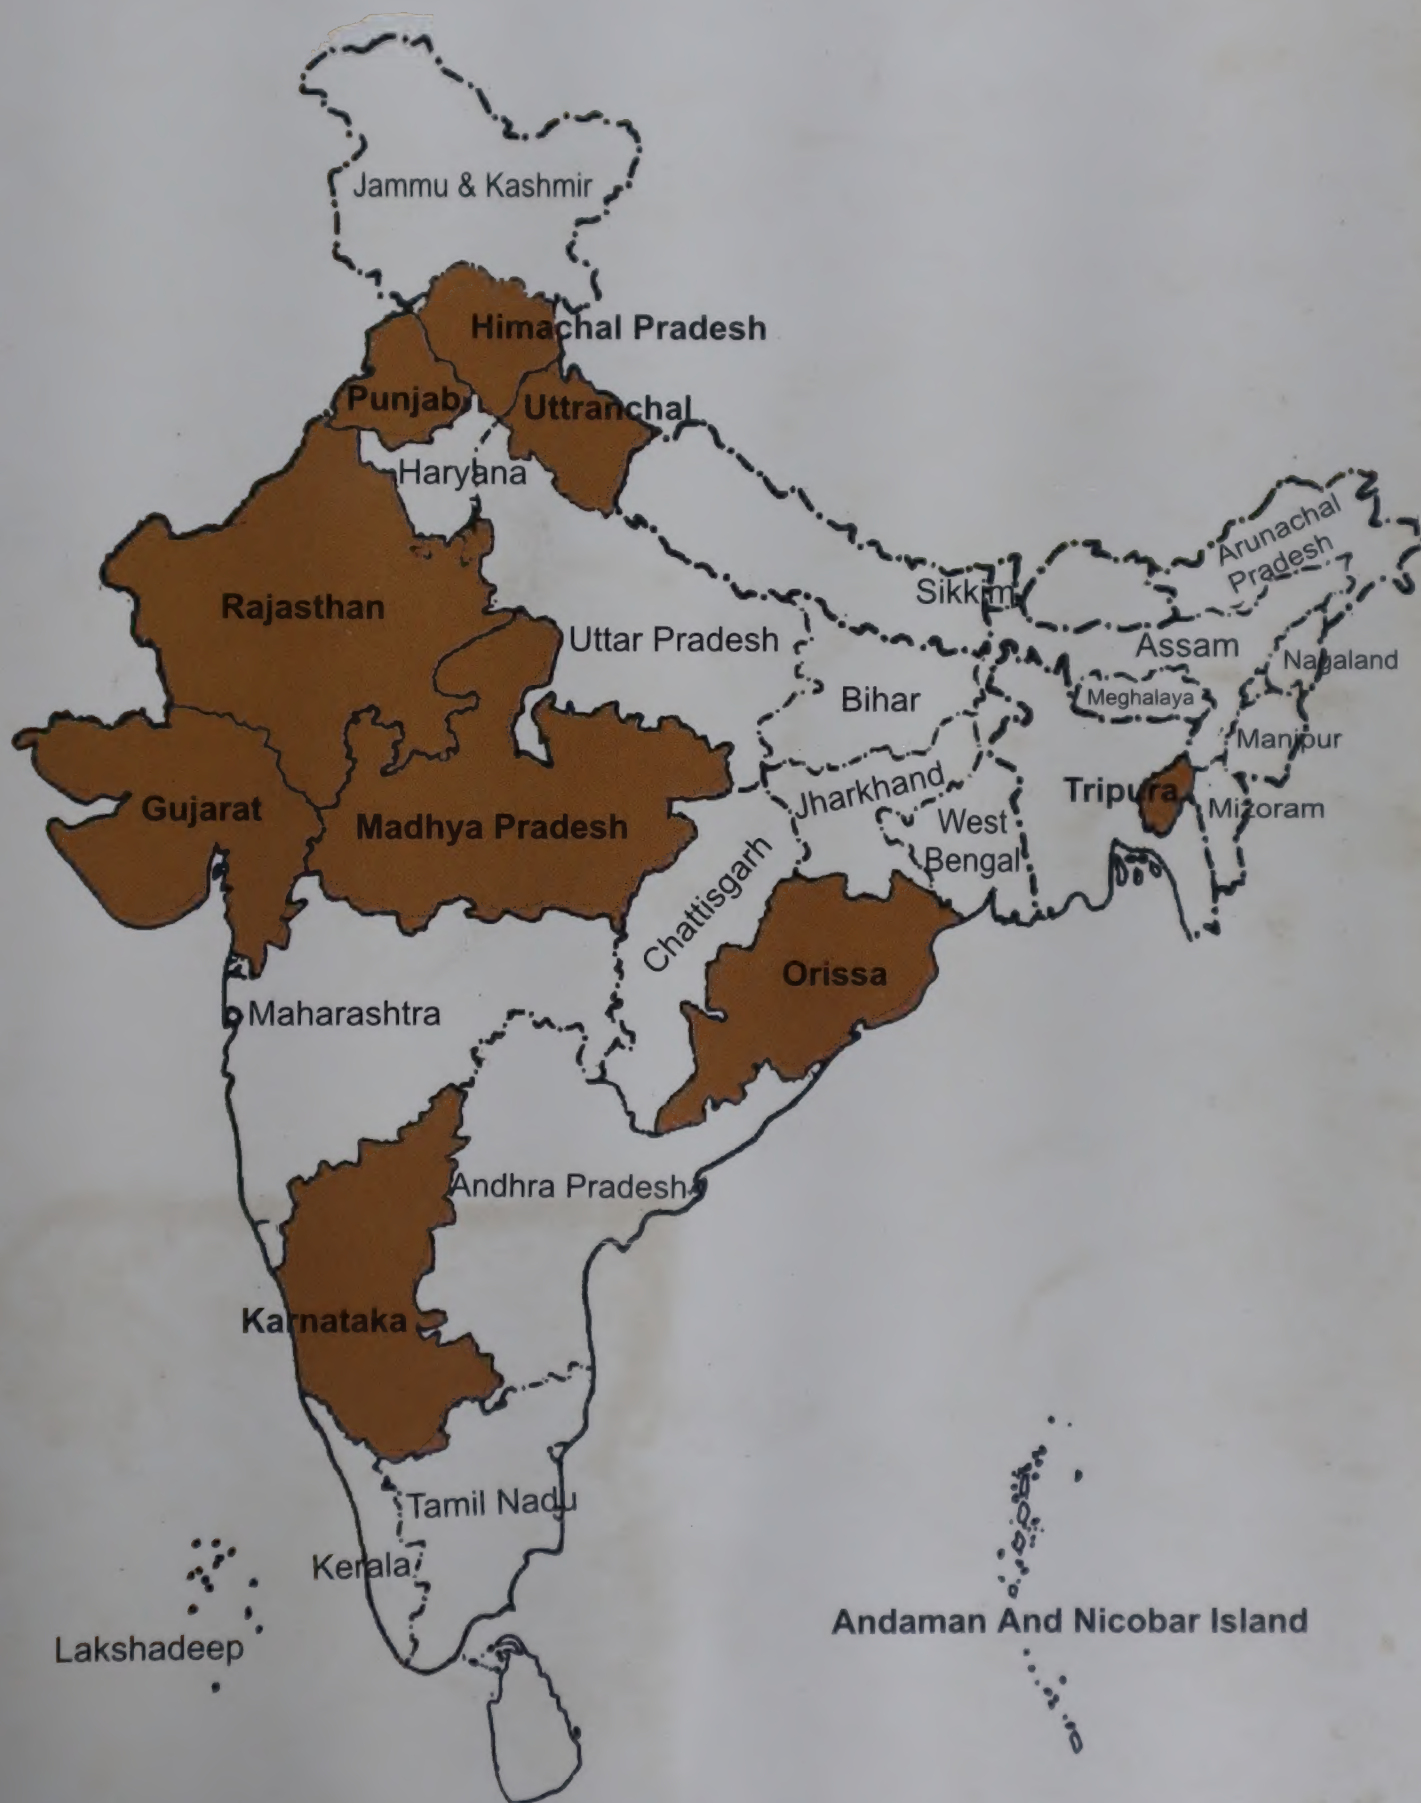 Jammu & Kashmir
Himachal Pradesh
Punjab
Uttranchal
Haryana
Arunachal
Pradesh
Sikkim
Rajasthan
Uttar Pradesh
Assam
Nagaland
Bihar
Meghalaya
Manipur
Jharkhand
Tripura
Mizoram
Gujarat
Madhya Pradesh
West
Bengal
Chattisgarh
Orissa
Maharashtra
Andhra Pradesh
Karnataka
Tamil Nadu
Kerala
Andaman And Nicobar Island
Lakshadeep